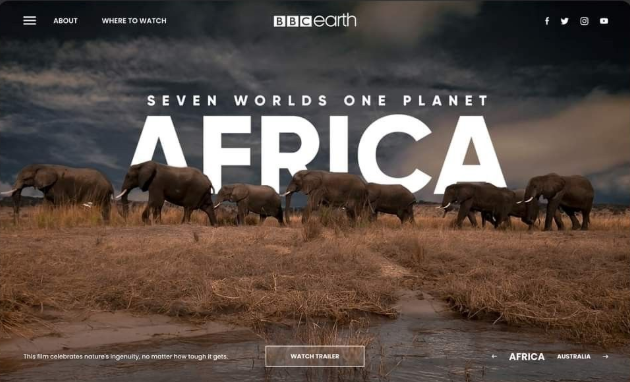 ABOUT
WHERE TO WATCH
BBC earth
SEVEN WORLDS ONE PLANET
AFRICA
This film celebrates nature's ingenuity, no matter how tough it gets.
WATCH TRAILER
AFRICA
AUSTRALIA